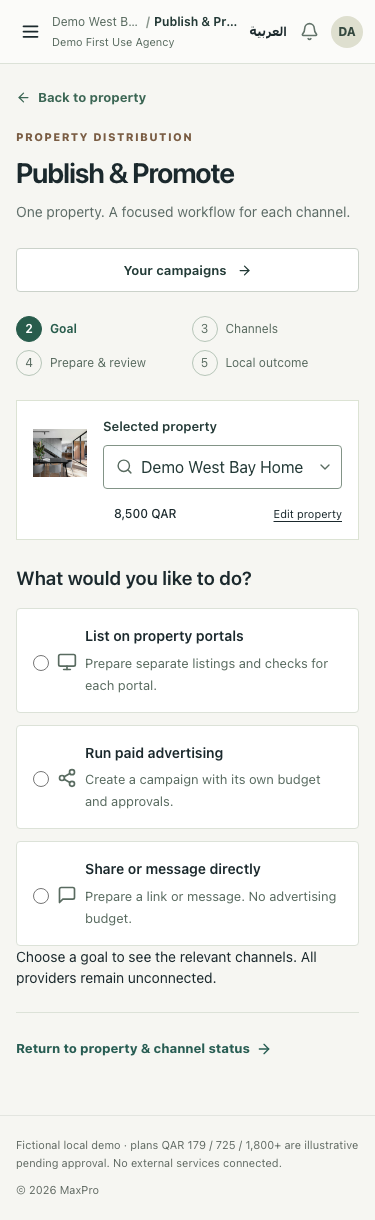 Demo West B... / Publish & Pr...
Demo First Use Agency
العربية
DA
Back to property
PROPERTY DISTRIBUTION
Publish & Promote
One property. A focused workflow for each channel.
Your campaigns
2 Goal
3 Channels
4 Prepare & review
5 Local outcome
Selected property
Demo West Bay Home
8,500 QAR
Edit property
What would you like to do?
List on property portals
Prepare separate listings and checks for
each portal.
Run paid advertising
Create a campaign with its own budget
and approvals.
Share or message directly
Prepare a link or message. No advertising
budget.
Choose a goal to see the relevant channels. All
providers remain unconnected.
Return to property & channel status
Fictional local demo · plans QAR 179 / 725 / 1,800+ are illustrative
pending approval. No external services connected.
© 2026 MaxPro